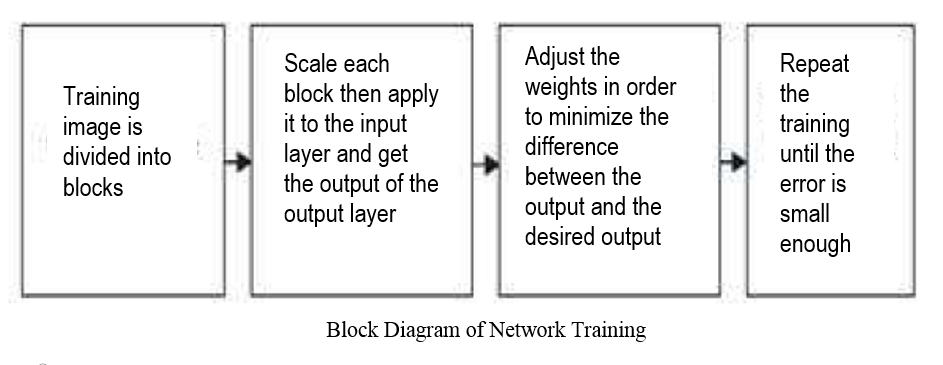 Training
image is
divided into
blocks
Scale each
block then apply
it to the input
layer and get
the output of the
output layer
Adjust the
weights in order
to minimize the
difference
between the
output and the
desired output
Repeat
the
training
until the
error is
small
enough
Block Diagram of Network Training